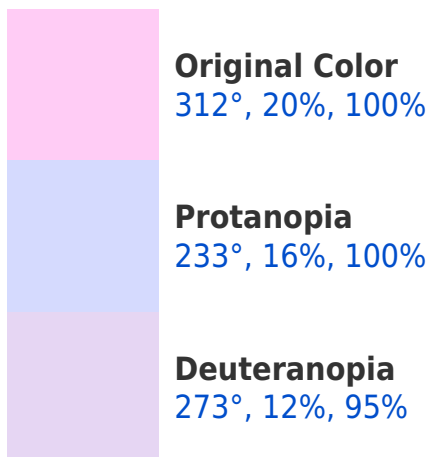 Original Color
312°, 20%, 100%
Protanopia
233°, 16%, 100%
Deuteranopia
273°, 12%, 95%